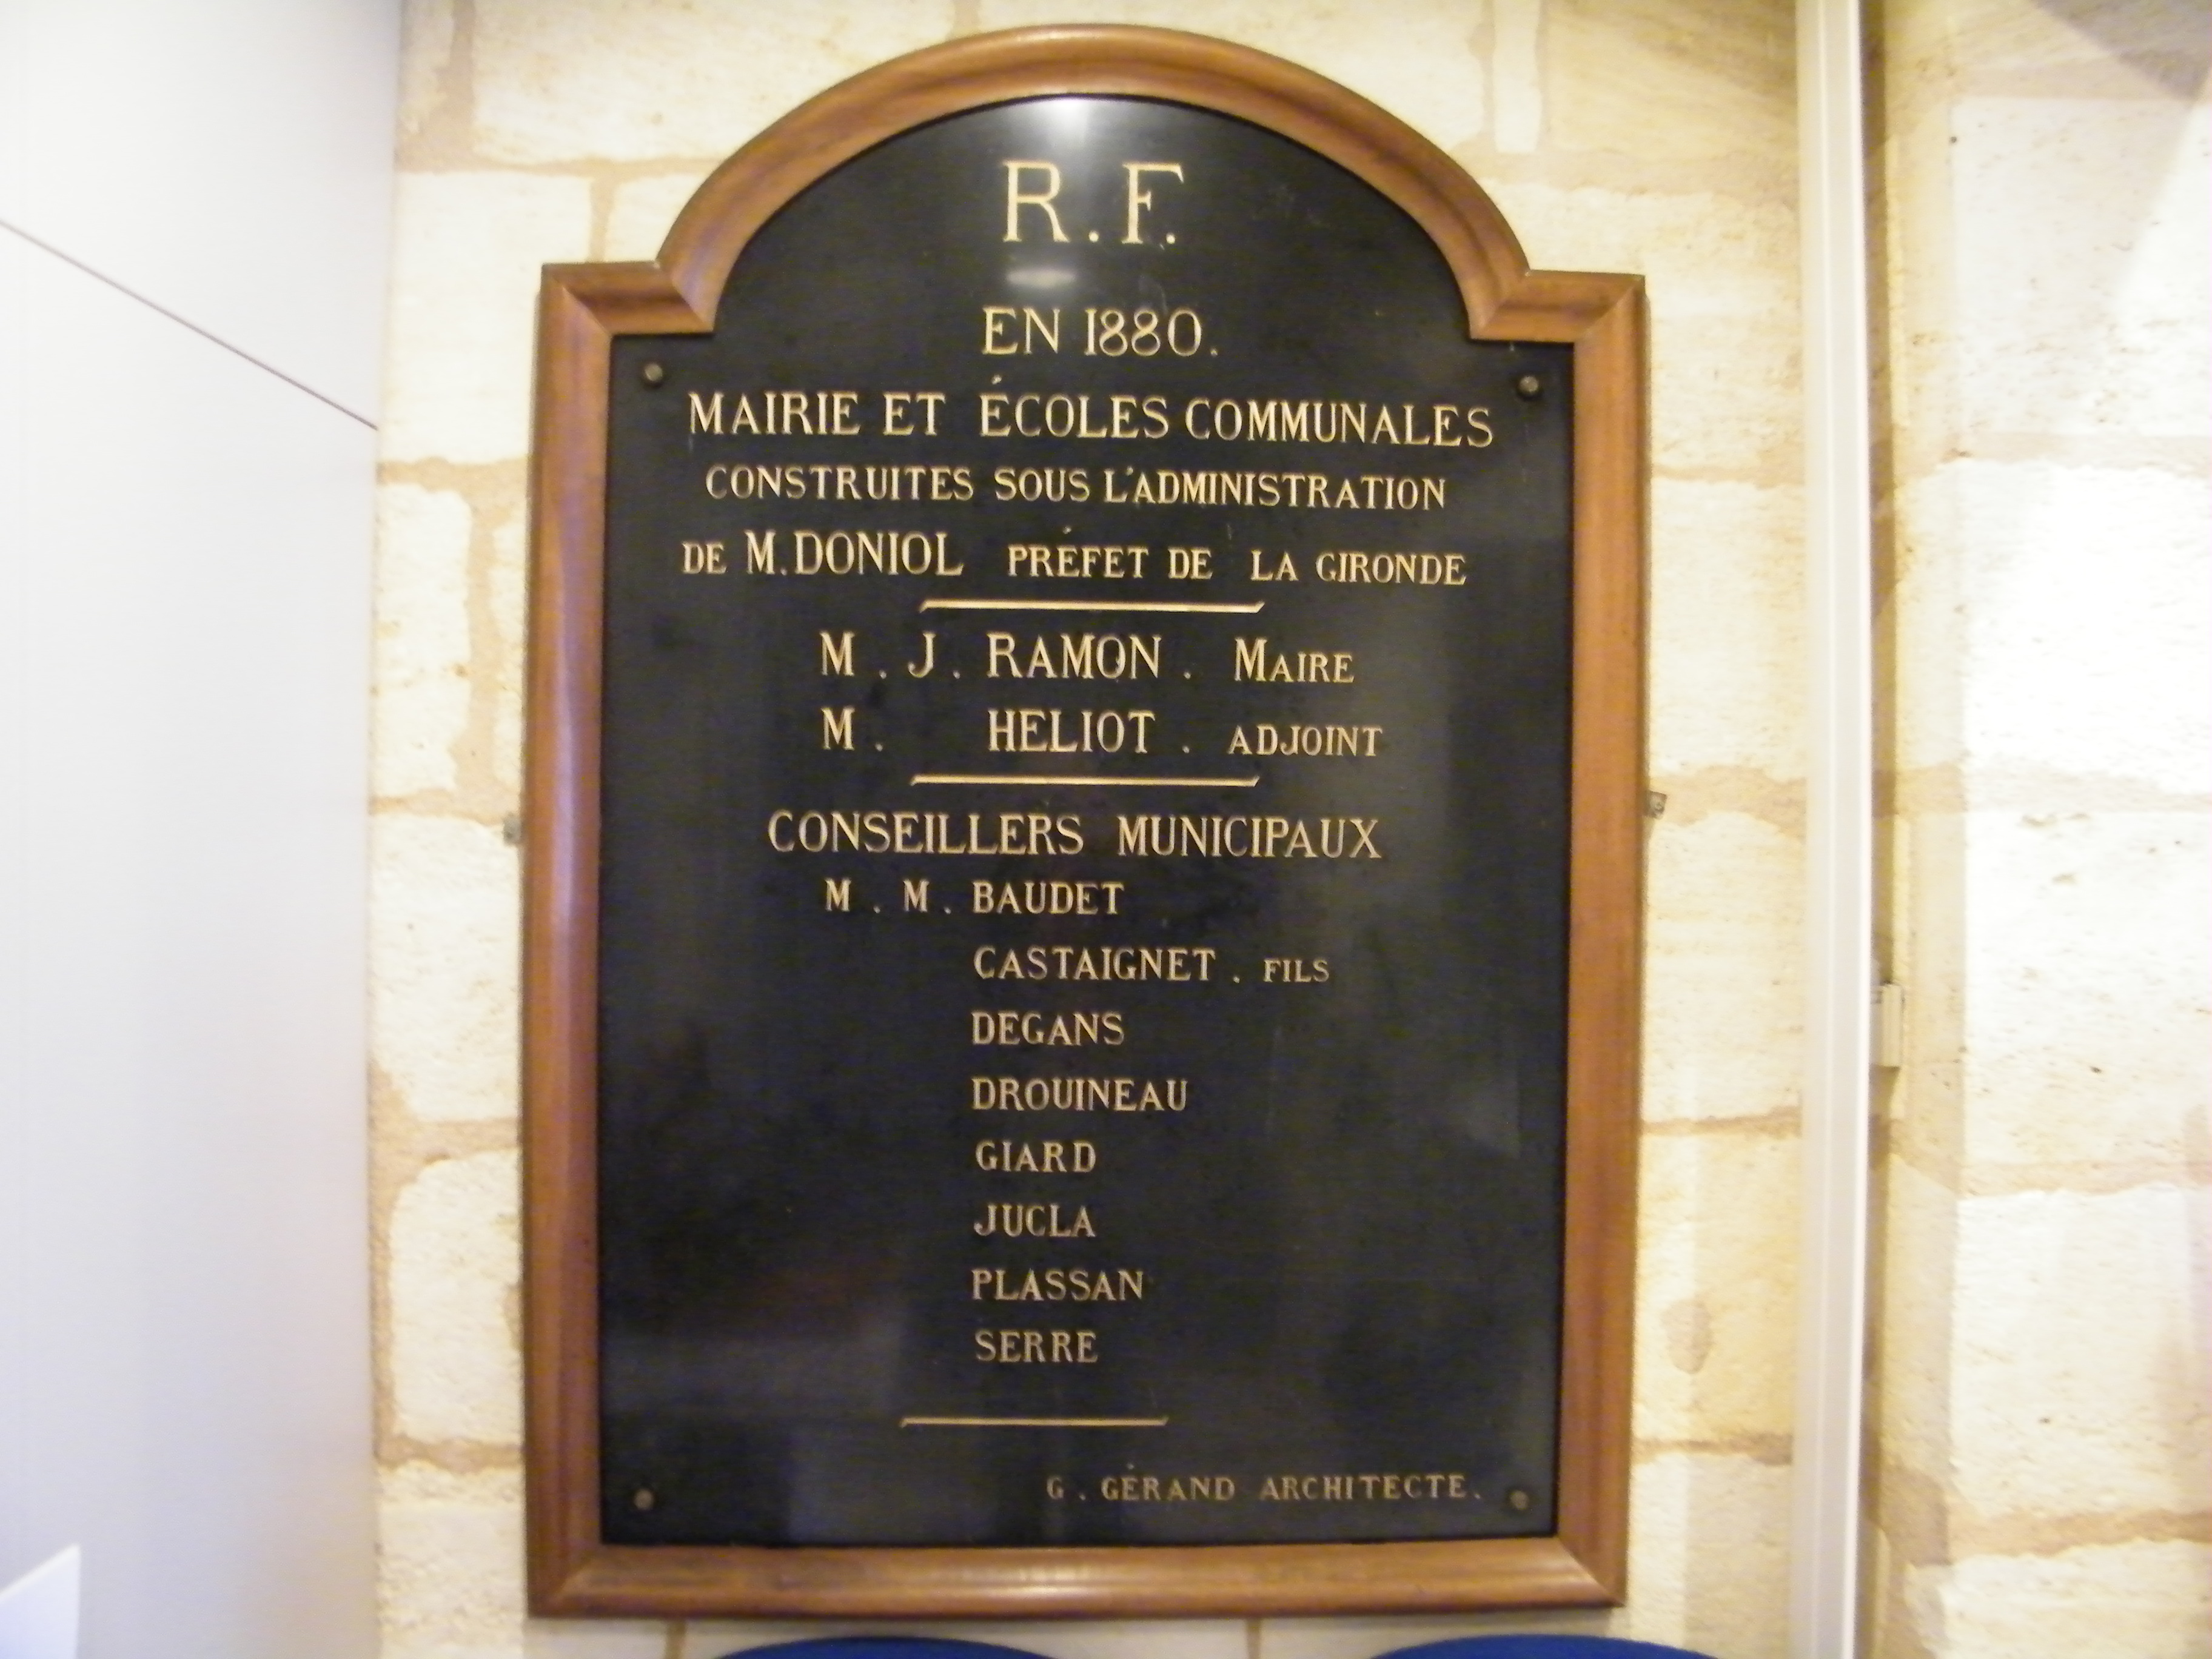 R.F.
EN 1880.
MAIRIE ET ÉCOLES COMMUNALES
CONSTRUITES SOUS L'ADMINISTRATION
DE M. DONIOL PRÉFET DE LA GIRONDE
M. J. RAMON. MAIRE
M. HELIOT. ADJOINT
CONSEILLERS MUNICIPAUX
M. M. BAUDET
CASTAIGNET. FILS
DEGANS
DROUINEAU
GIARD
JUCLA
PLASSAN
SERRE
G. GÉRAND ARCHITECTE.